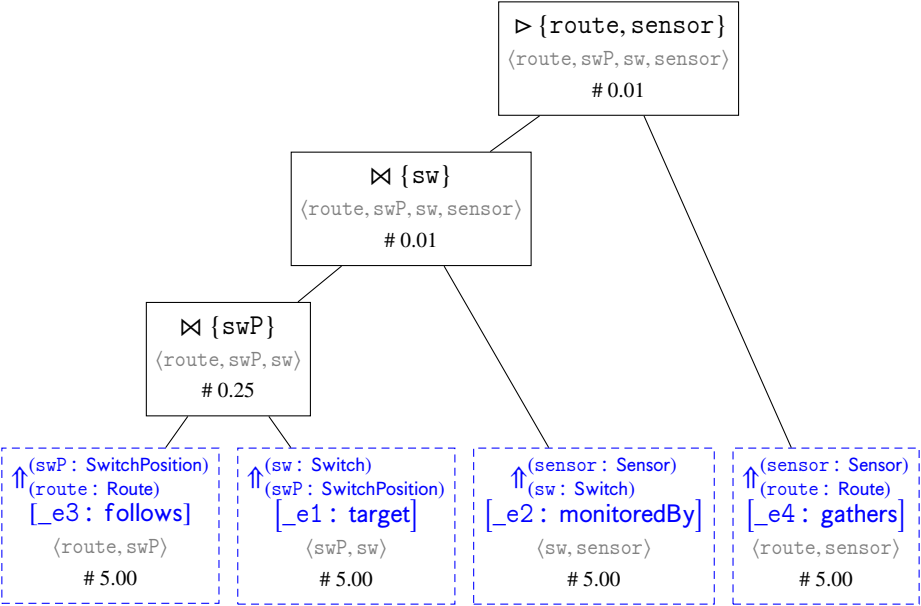 ▷ {route, sensor}
⟨route, swP, sw, sensor⟩
# 0.01
⋈ {sw}
⟨route, swP, sw, sensor⟩
# 0.01
⋈ {swP}
⟨route, swP, sw⟩
# 0.25
⇑(swP : SwitchPosition)
(route : Route)
[_e3 : follows]
⟨route, swP⟩
# 5.00
⇑(sw : Switch)
(swP : SwitchPosition)
[_e1 : target]
⟨swP, sw⟩
# 5.00
⇑(sensor : Sensor)
(sw : Switch)
[_e2 : monitoredBy]
⟨sw, sensor⟩
# 5.00
⇑(sensor : Sensor)
(route : Route)
[_e4 : gathers]
⟨route, sensor⟩
# 5.00